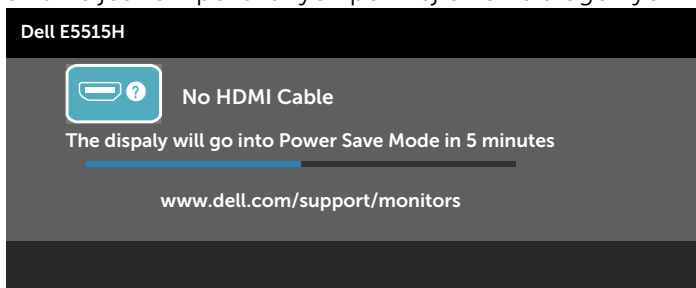 Dell E5515H
?
No HDMI Cable
The dispaly will go into Power Save Mode in 5 minutes
www.dell.com/support/monitors